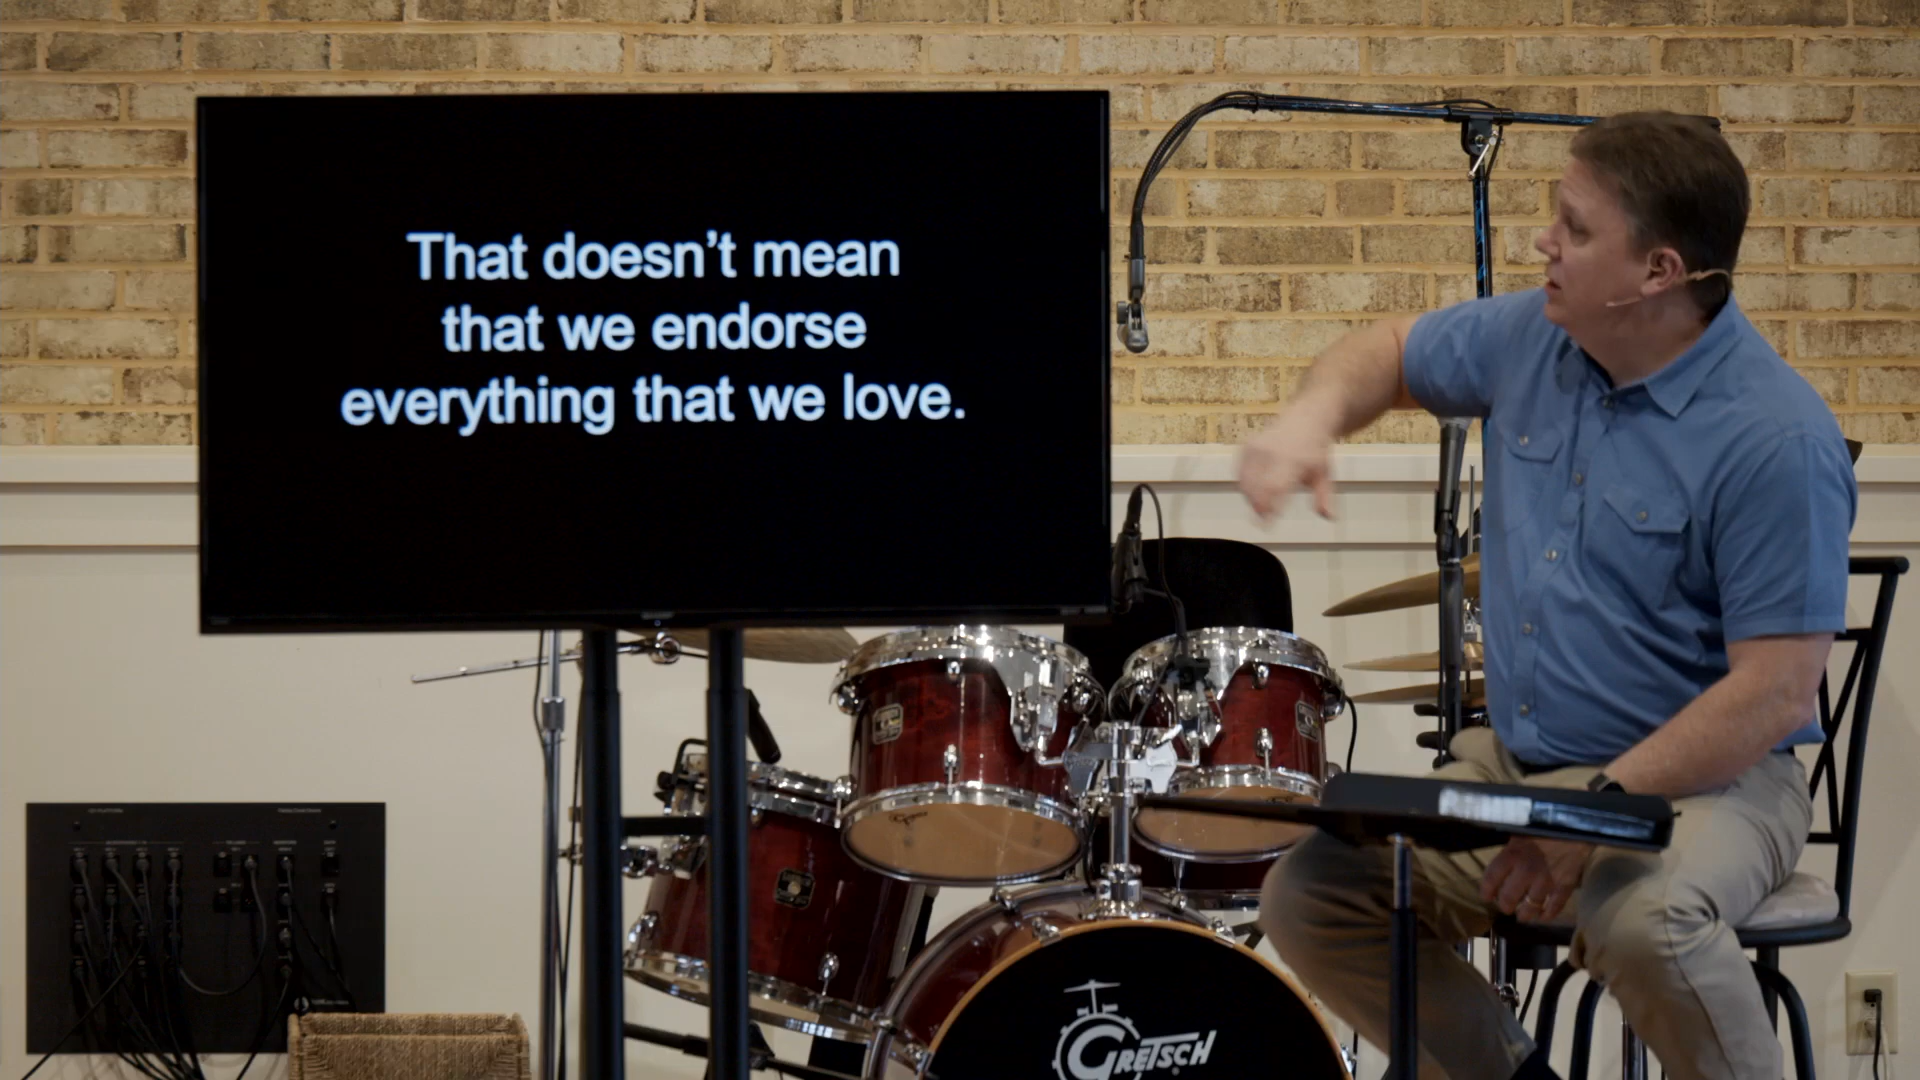 That doesn’t mean
that we endorse
everything that we love.
GRETSCH